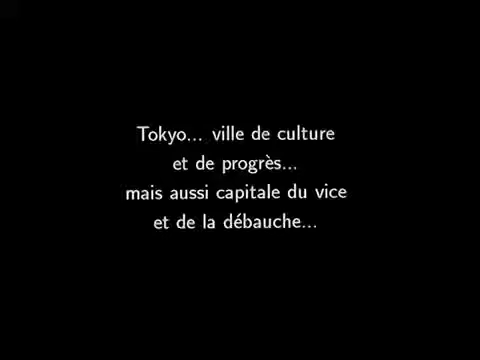 Tokyo... ville de culture
et de progrès...
mais aussi capitale du vice
et de la débauche...